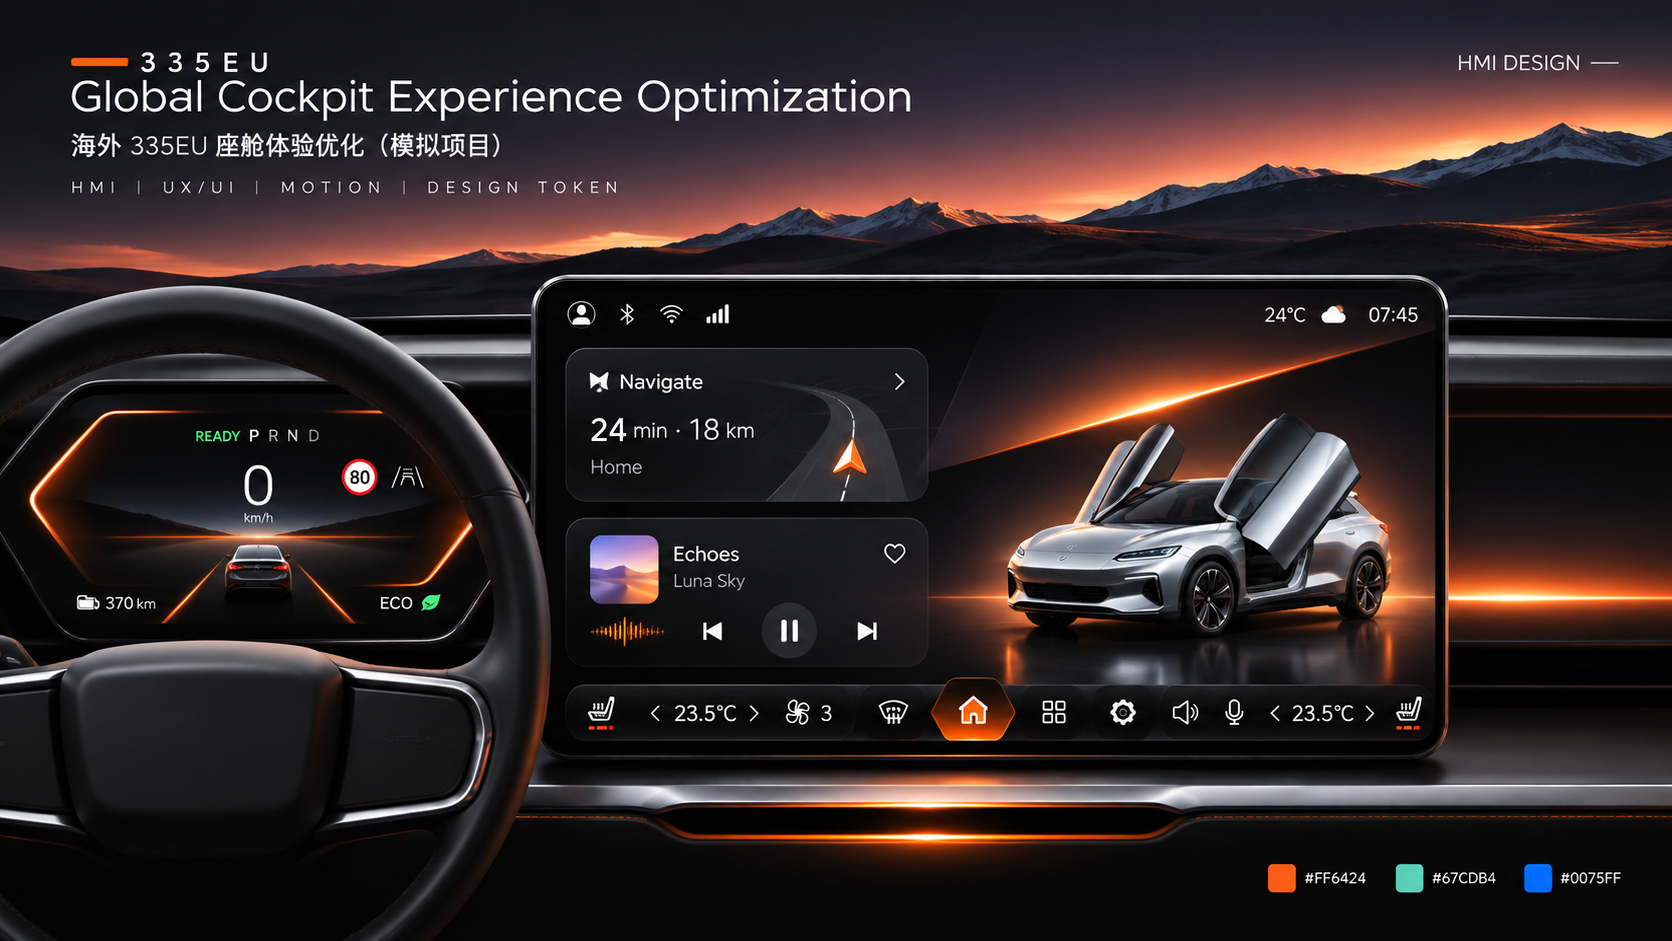 335EU
HMI DESIGN
Global Cockpit Experience Optimization
海外 335EU 座舱体验优化（模拟项目）
HMI | UX/UI | MOTION | DESIGN TOKEN
24°C 07:45
Navigate
24 min · 18 km
Home
READY P R N D
0
km/h
80
370 km
ECO
Echoes
Luna Sky
23.5°C 3 23.5°C
#FF6424 #67CDB4 #0075FF